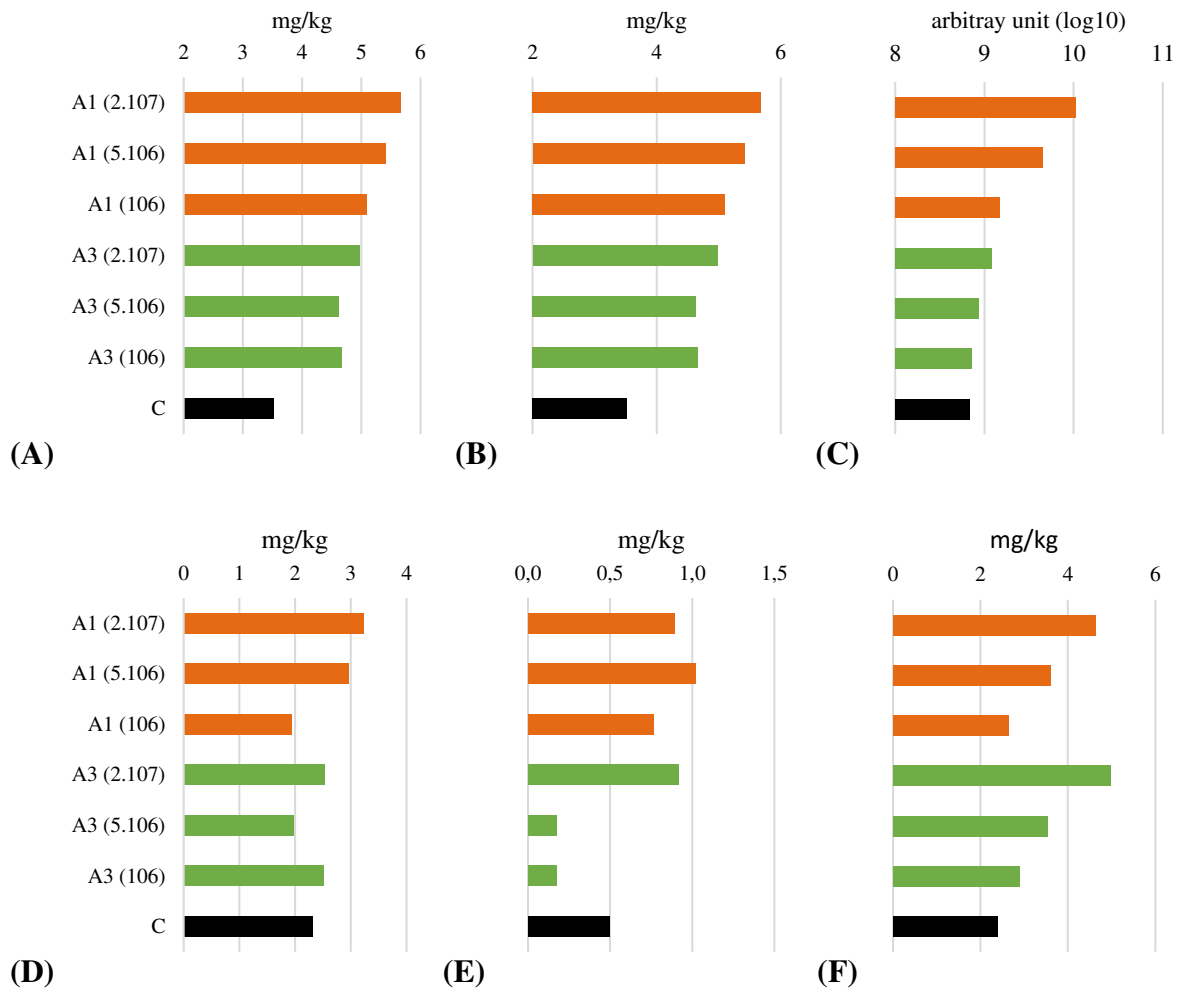 mg/kg
2 3 4 5 6
mg/kg
2 4 6
arbitray unit (log10)
8 9 10 11
A1 (2.107)
A1 (5.106)
A1 (106)
A3 (2.107)
A3 (5.106)
A3 (106)
C
(A)
(B)
(C)
mg/kg
0 1 2 3 4
mg/kg
0,0 0,5 1,0 1,5
mg/kg
0 2 4 6
A1 (2.107)
A1 (5.106)
A1 (106)
A3 (2.107)
A3 (5.106)
A3 (106)
C
(D)
(E)
(F)